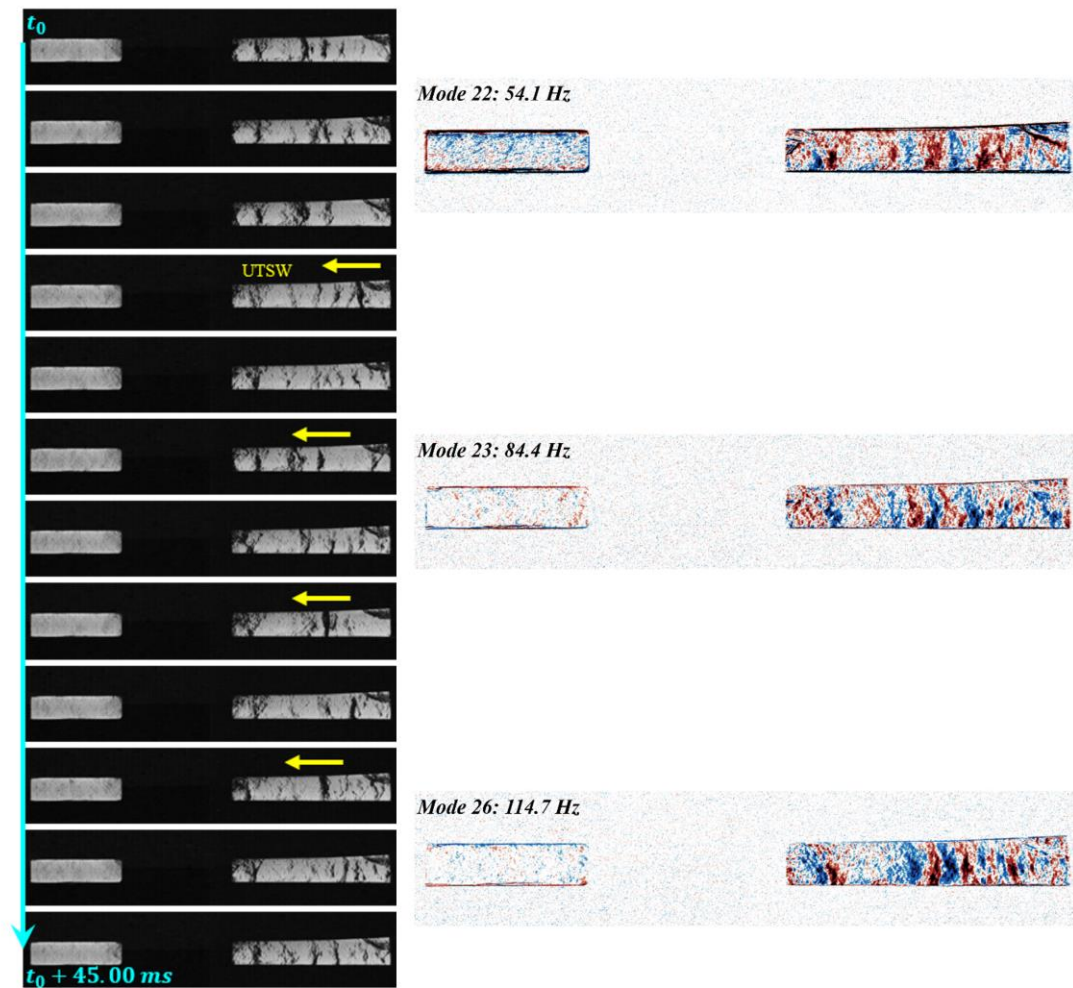 t₀
UTSW
t₀ + 45.00 ms
Mode 22: 54.1 Hz
Mode 23: 84.4 Hz
Mode 26: 114.7 Hz